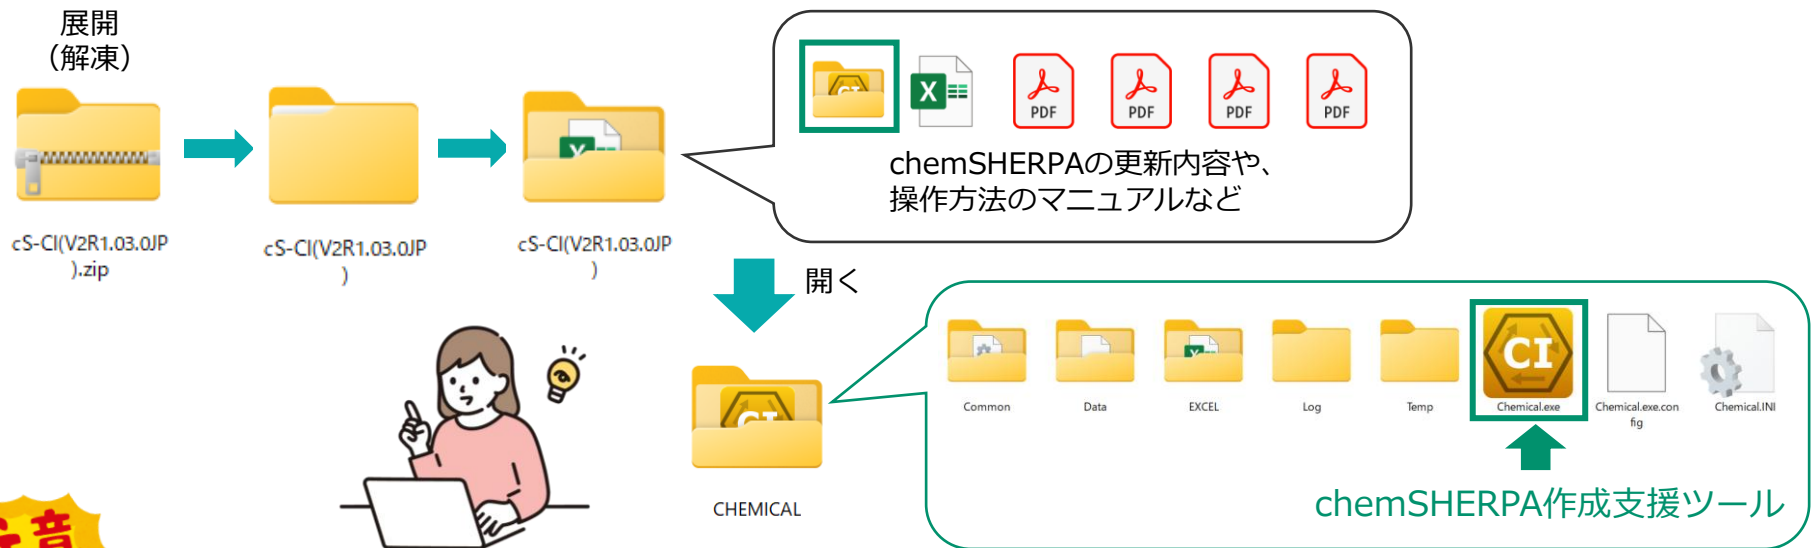 展開
（解凍）
cS-CI(V2R1.03.0JP
).zip
cS-CI(V2R1.03.0JP
)
cS-CI(V2R1.03.0JP
)
PDF
PDF
PDF
PDF
chemSHERPAの更新内容や、
操作方法のマニュアルなど
開く
CHEMICAL
Common
Data
EXCEL
Log
Temp
CI
Chemical.exe
Chemical.exe.con
fig
Chemical.INI
chemSHERPA作成支援ツール